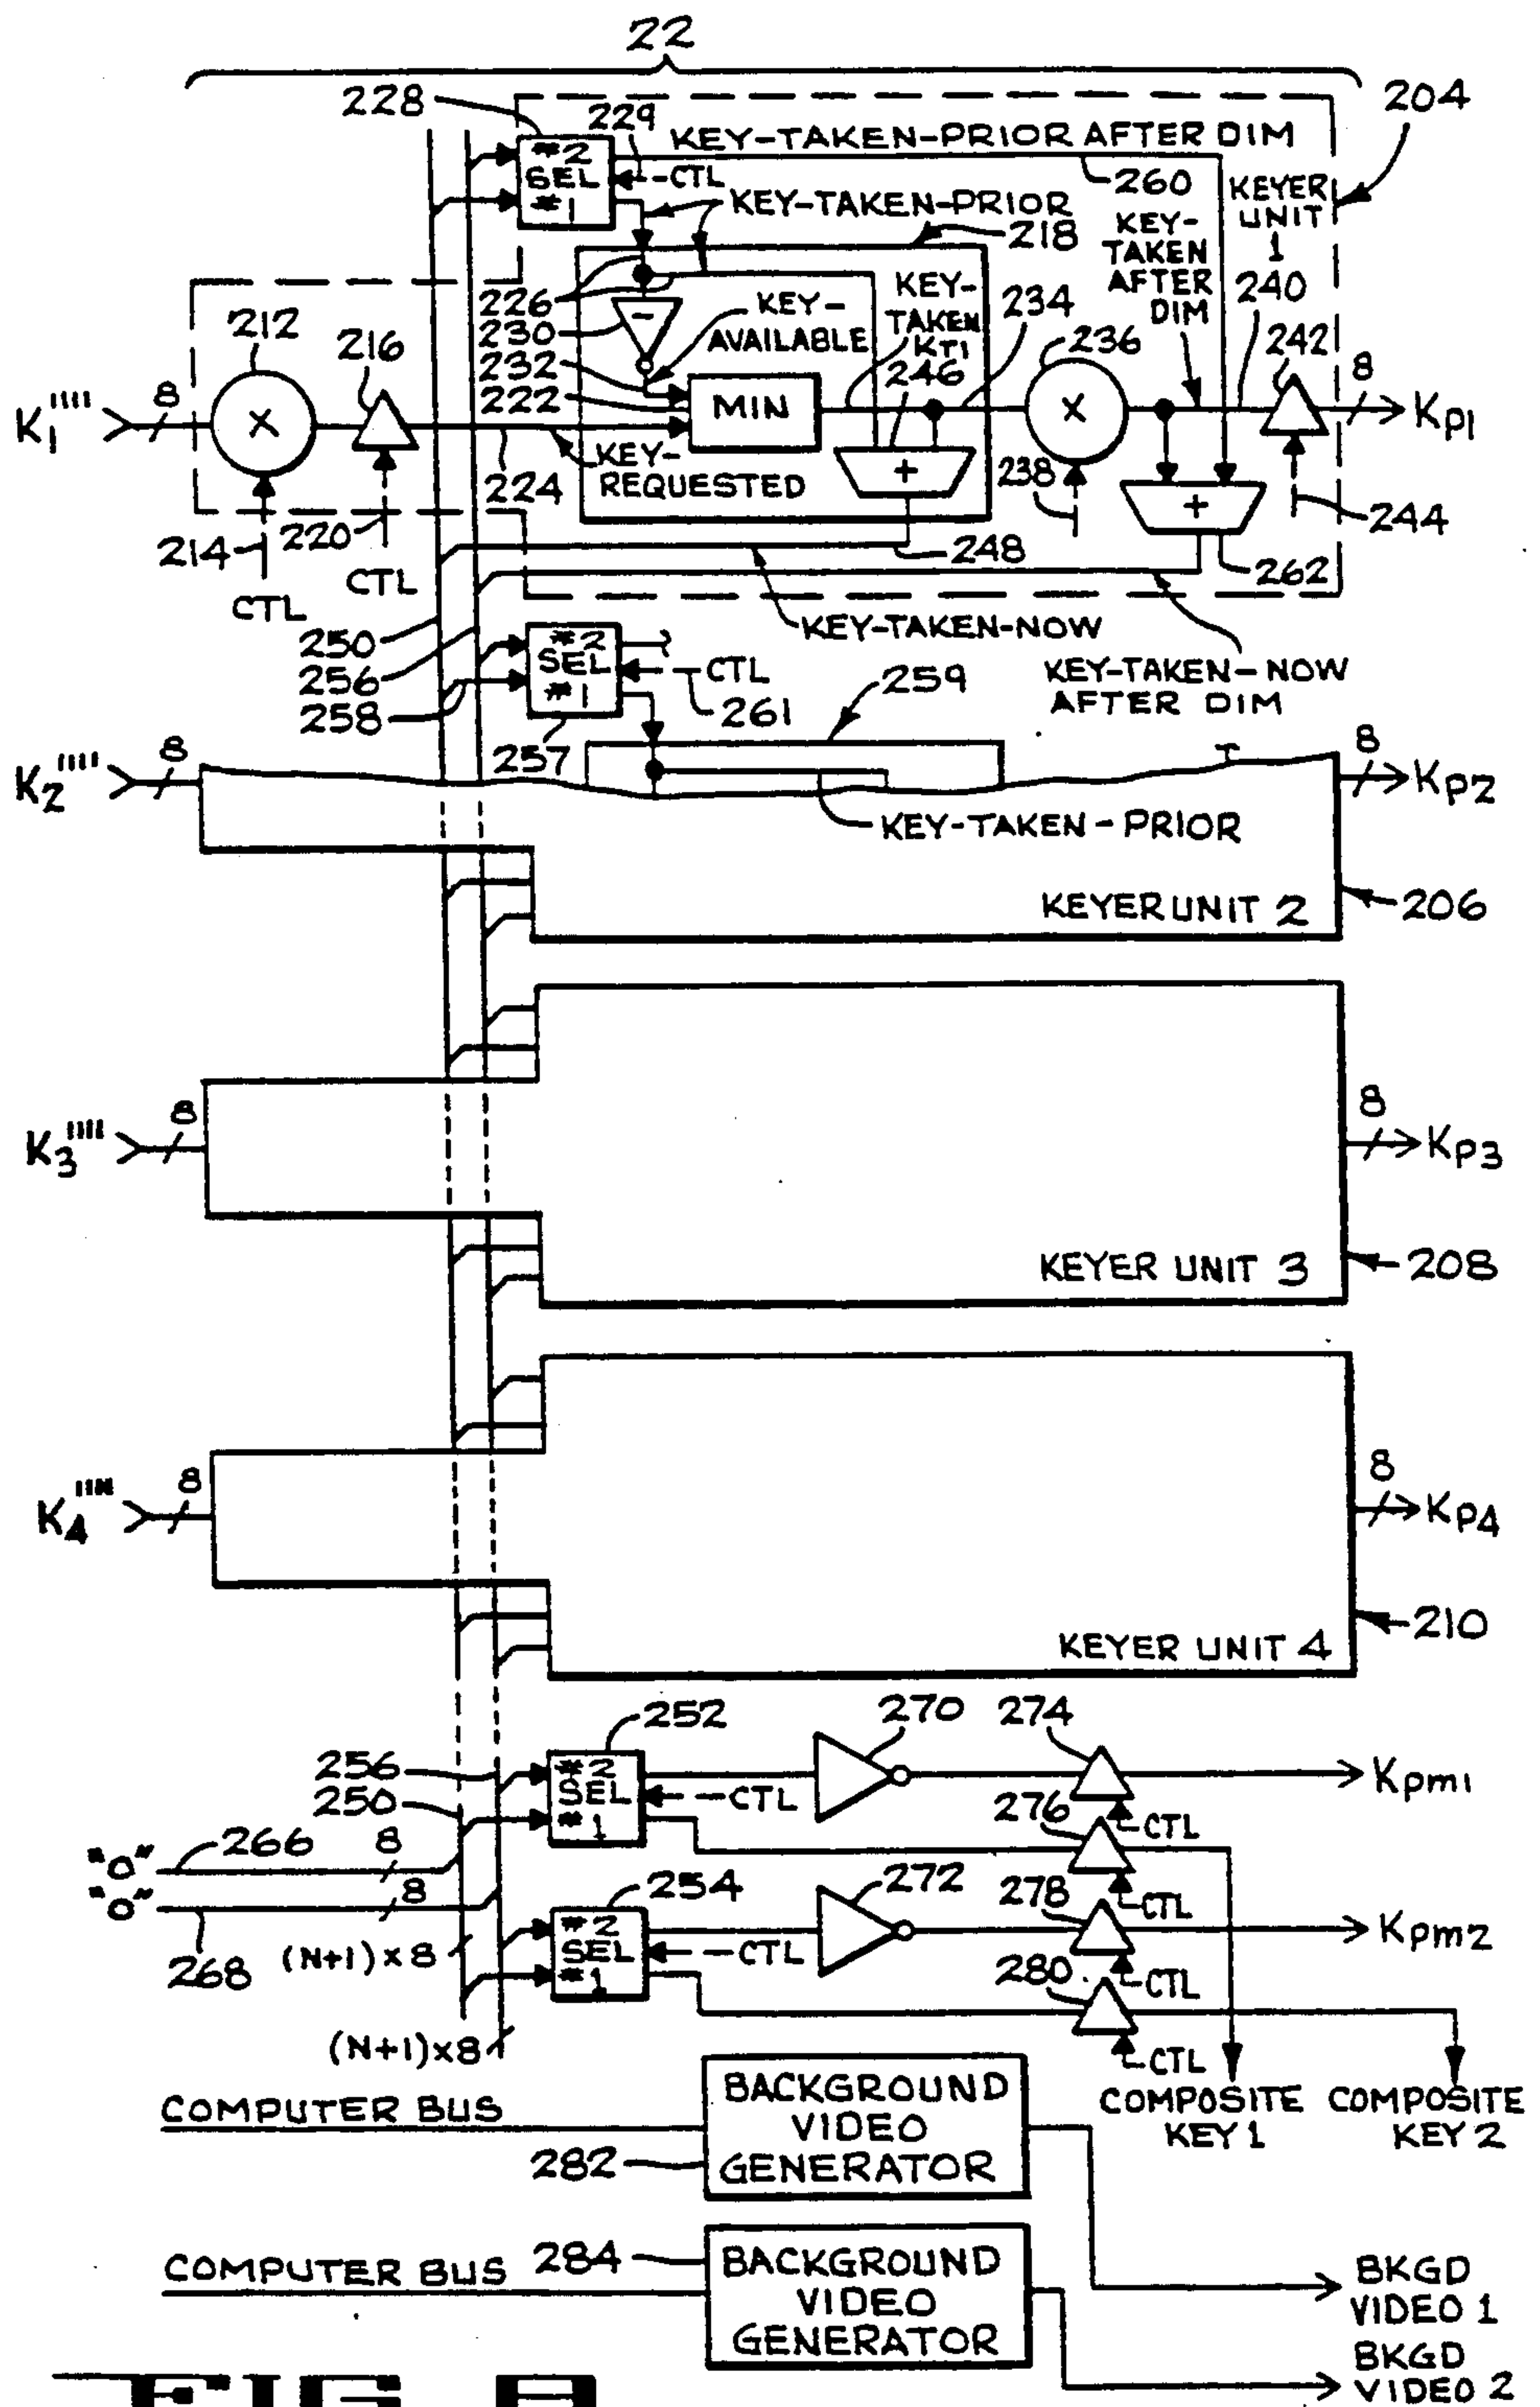 22
228
229
204
KEY-TAKEN-PRIOR AFTER DIM
#2
SEL
#1
CTL
260
KEYER
UNIT
1
KEY-TAKEN-PRIOR
218
KEY-
TAKEN
AFTER
DIM
226
230
KEY-
AVAILABLE
KEY-
TAKEN
KT1
234
240
212
216
232
222
246
236
242
K1''''
8
X
MIN
X
8
KP1
KEY-
REQUESTED
224
+
238
+
244
214
220
248
262
CTL
CTL
KEY-TAKEN-NOW
250
256
258
#2
SEL
#1
CTL
261
259
KEY-TAKEN-NOW
AFTER DIM
257
K2''''
8
8
KP2
KEY-TAKEN-PRIOR
KEYER UNIT 2
206
K3''''
8
8
KP3
KEYER UNIT 3
208
K4''''
8
8
KP4
KEYER UNIT 4
210
252
270
274
256
250
#2
SEL
#1
CTL
Kpm1
276
CTL
"0"
266
8
"0"
8
254
272
278
CTL
268
(N+1)x8
#2
SEL
#1
CTL
Kpm2
280
CTL
(N+1)x8
CTL
COMPUTER BUS
BACKGROUND
VIDEO
GENERATOR
282
COMPOSITE
KEY 1
COMPOSITE
KEY 2
COMPUTER BUS
284
BACKGROUND
VIDEO
GENERATOR
BKGD
VIDEO 1
BKGD
VIDEO 2